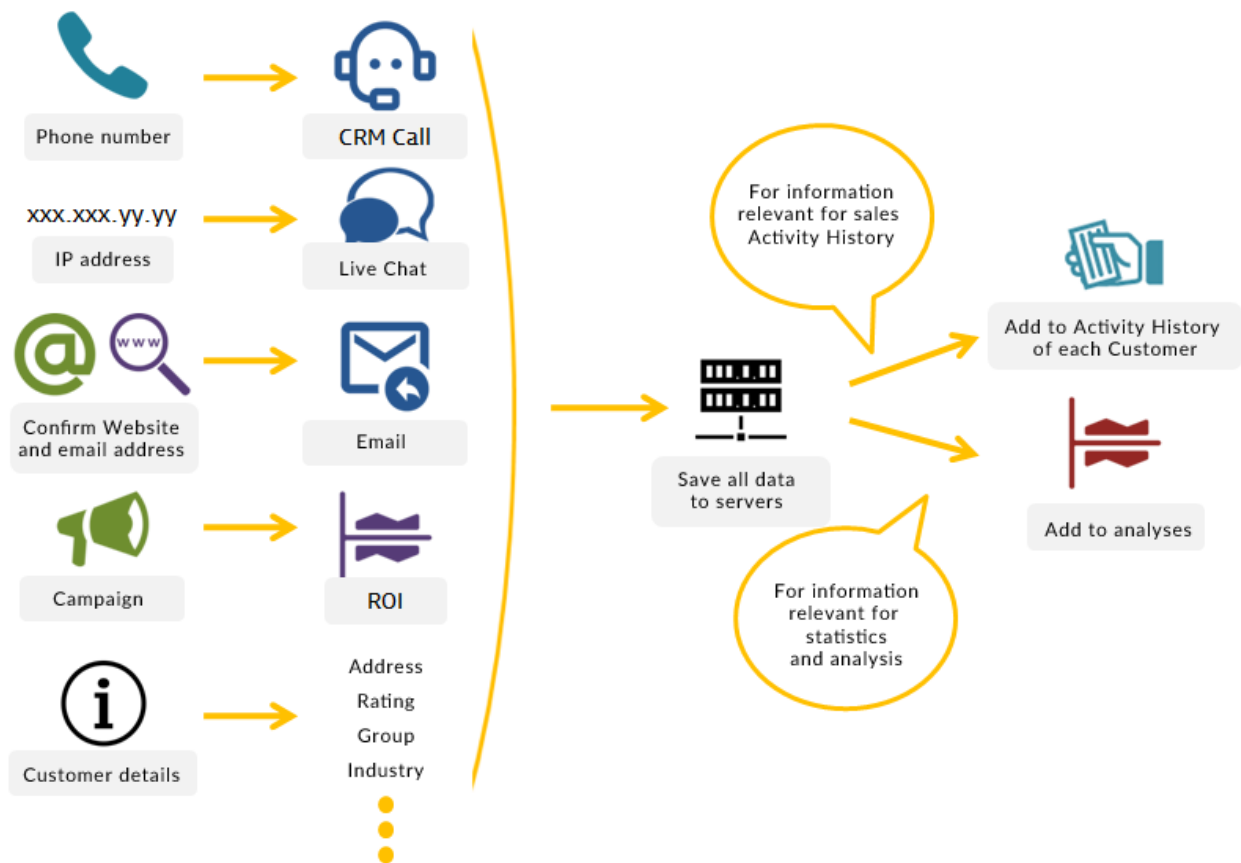 Phone number
CRM Call
xxx.xxx.yy.yy
IP address
Live Chat
www
Confirm Website
and email address
Email
Campaign
ROI
Customer details
Address
Rating
Group
Industry
For information
relevant for sales
Activity History
Save all data
to servers
For information
relevant for
statistics
and analysis
Add to Activity History
of each Customer
Add to analyses